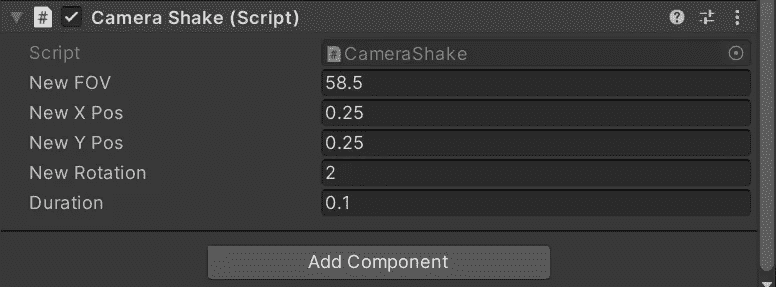 Camera Shake (Script)
Script CameraShake
New FOV 58.5
New X Pos 0.25
New Y Pos 0.25
New Rotation 2
Duration 0.1
Add Component